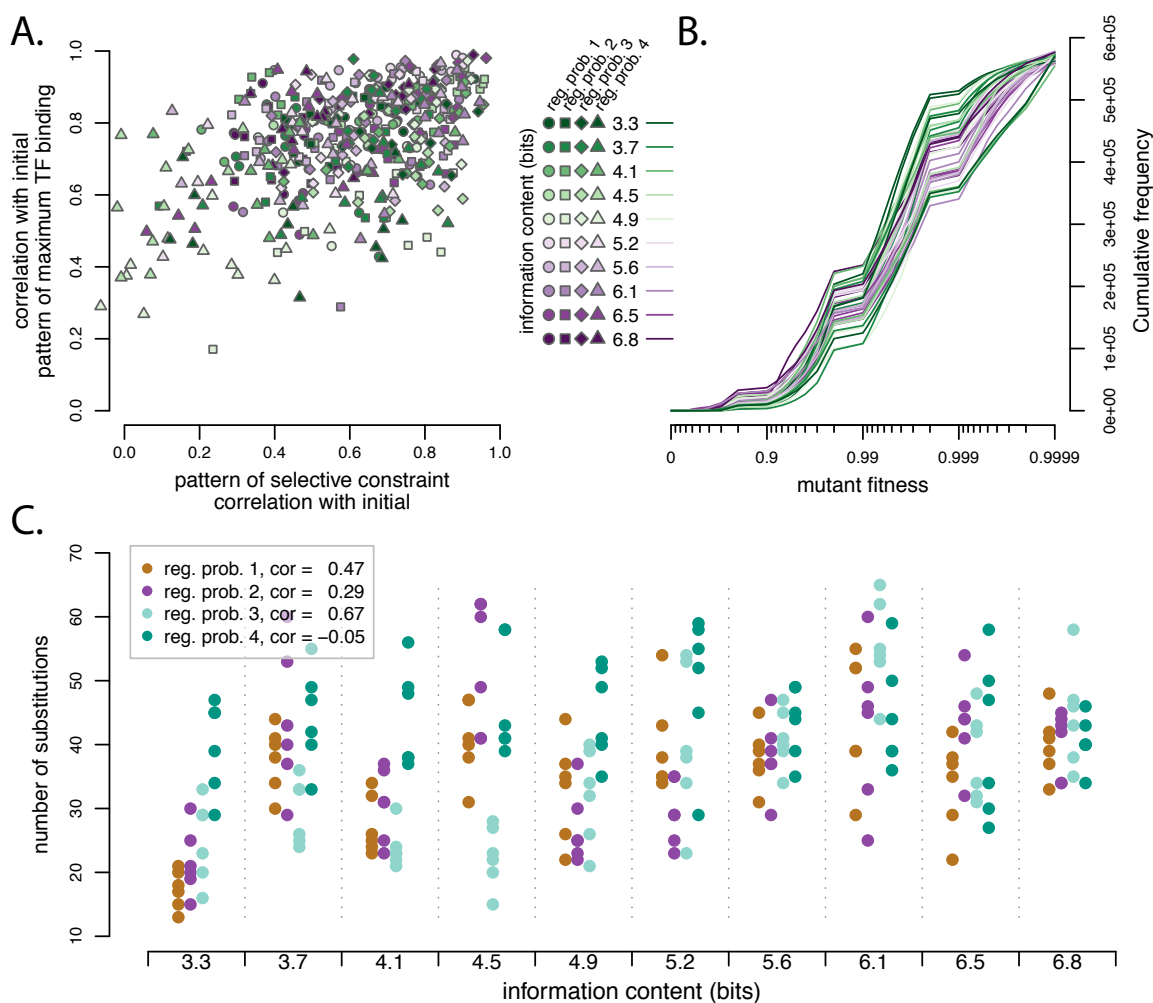 A.
correlation with initial
pattern of maximum TF binding
0.0
0.2
0.4
0.6
0.8
1.0
0.0
0.2
0.4
0.6
0.8
1.0
pattern of selective constraint
correlation with initial
reg. prob. 1
reg. prob. 2
reg. prob. 3
reg. prob. 4
information content (bits)
3.3
3.7
4.1
4.5
4.9
5.2
5.6
6.1
6.5
6.8
B.
0
0.9
0.99
0.999
0.9999
mutant fitness
0e+00
1e+05
2e+05
3e+05
4e+05
5e+05
6e+05
Cumulative frequency
C.
number of substitutions
10
20
30
40
50
60
70
reg. prob. 1, cor = 0.47
reg. prob. 2, cor = 0.29
reg. prob. 3, cor = 0.67
reg. prob. 4, cor = −0.05
3.3
3.7
4.1
4.5
4.9
5.2
5.6
6.1
6.5
6.8
information content (bits)